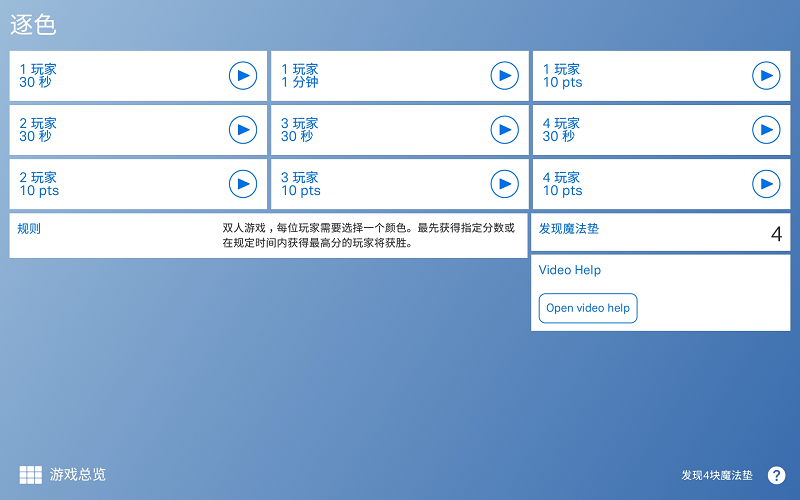 逐色
1 玩家
30 秒
1 玩家
1 分钟
1 玩家
10 pts
2 玩家
30 秒
3 玩家
30 秒
4 玩家
30 秒
2 玩家
10 pts
3 玩家
10 pts
4 玩家
10 pts
规则
双人游戏，每位玩家需要选择一个颜色。最先获得指定分数或
在规定时间内获得最高分的玩家将获胜。
发现魔法垫
4
Video Help
Open video help
游戏总览
发现4块魔法垫
?